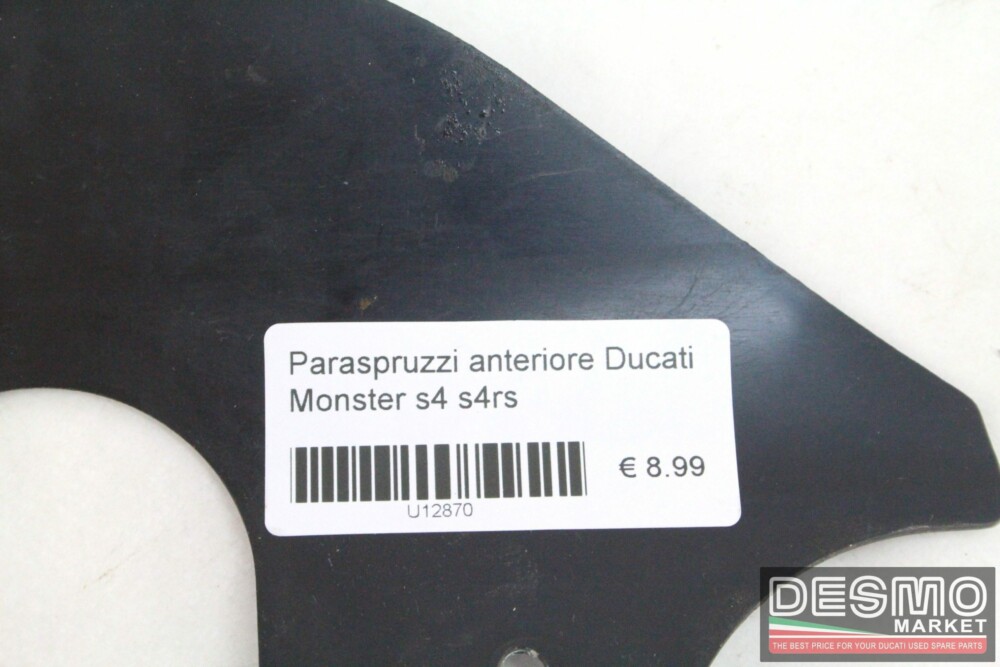 Paraspruzzi anteriore Ducati
Monster s4 s4rs
€ 8.99
U12870
DESMO
MARKET
THE BEST PRICE FOR YOUR DUCATI USED SPARE PARTS